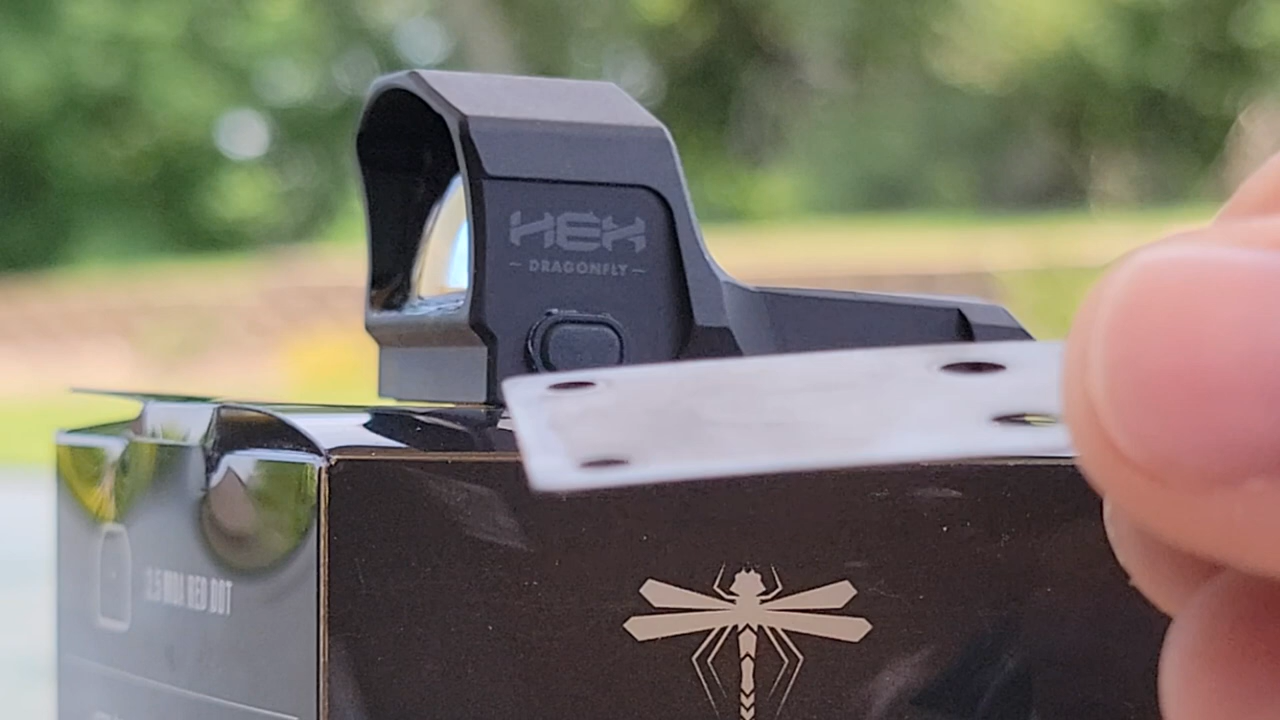 HEX
— DRAGONFLY —
3.5 MOA RED DOT